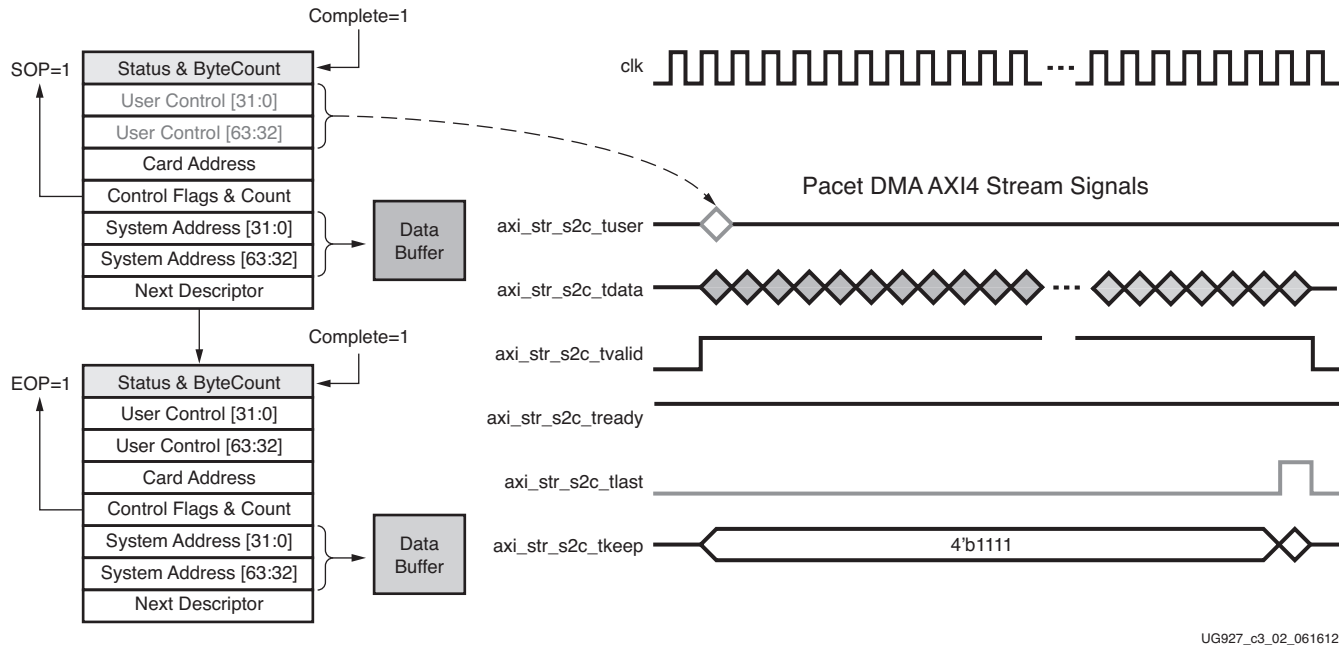 Complete=1
SOP=1
Status & ByteCount
User Control [31:0]
User Control [63:32]
Card Address
Control Flags & Count
System Address [31:0]
System Address [63:32]
Next Descriptor
Data
Buffer
Complete=1
EOP=1
Status & ByteCount
User Control [31:0]
User Control [63:32]
Card Address
Control Flags & Count
System Address [31:0]
System Address [63:32]
Next Descriptor
Data
Buffer
clk
Pacet DMA AXI4 Stream Signals
axi_str_s2c_tuser
axi_str_s2c_tdata
axi_str_s2c_tvalid
axi_str_s2c_tready
axi_str_s2c_tlast
axi_str_s2c_tkeep
4'b1111
UG927_c3_02_061612